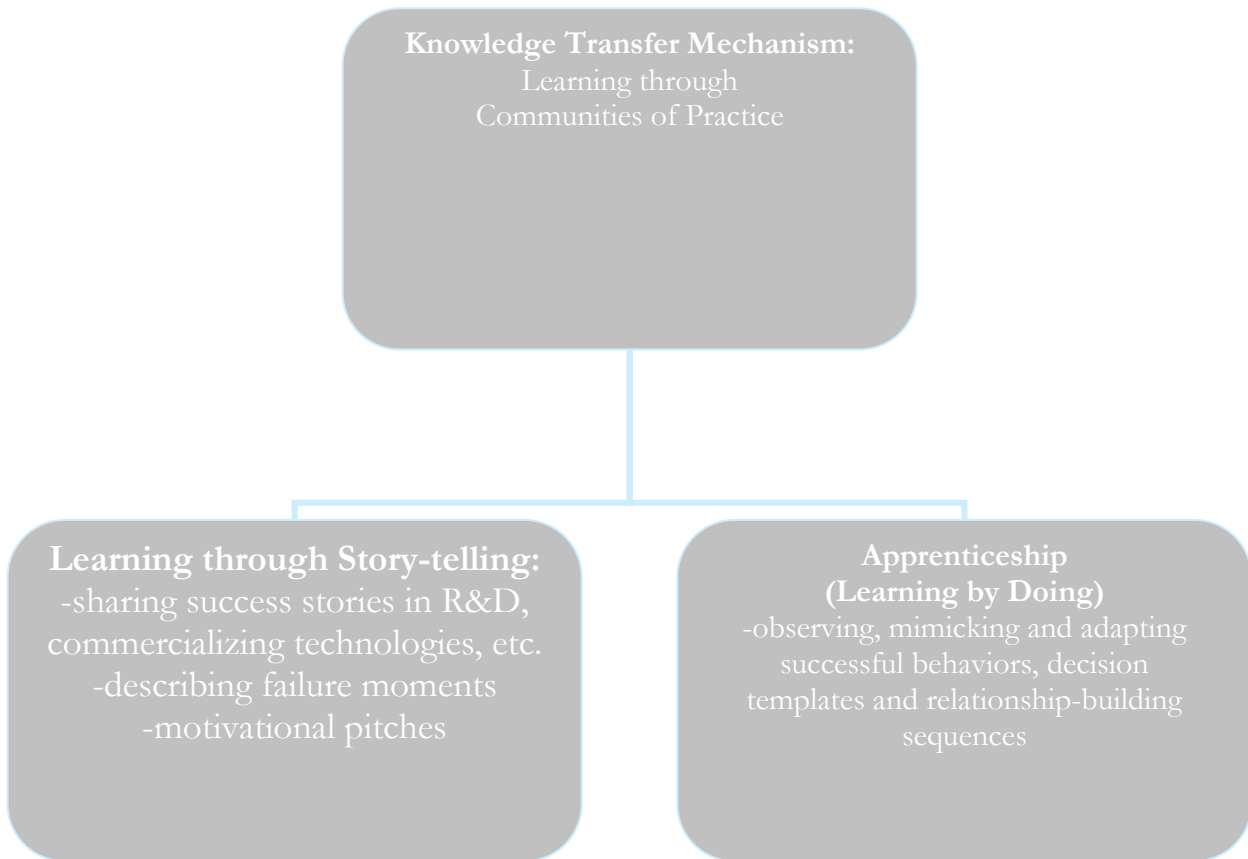 Knowledge Transfer Mechanism:
Learning through
Communities of Practice
Learning through Story-telling:
-sharing success stories in R&D,
commercializing technologies, etc.
-describing failure moments
-motivational pitches
Apprenticeship
(Learning by Doing)
-observing, mimicking and adapting
successful behaviors, decision
templates and relationship-building
sequences